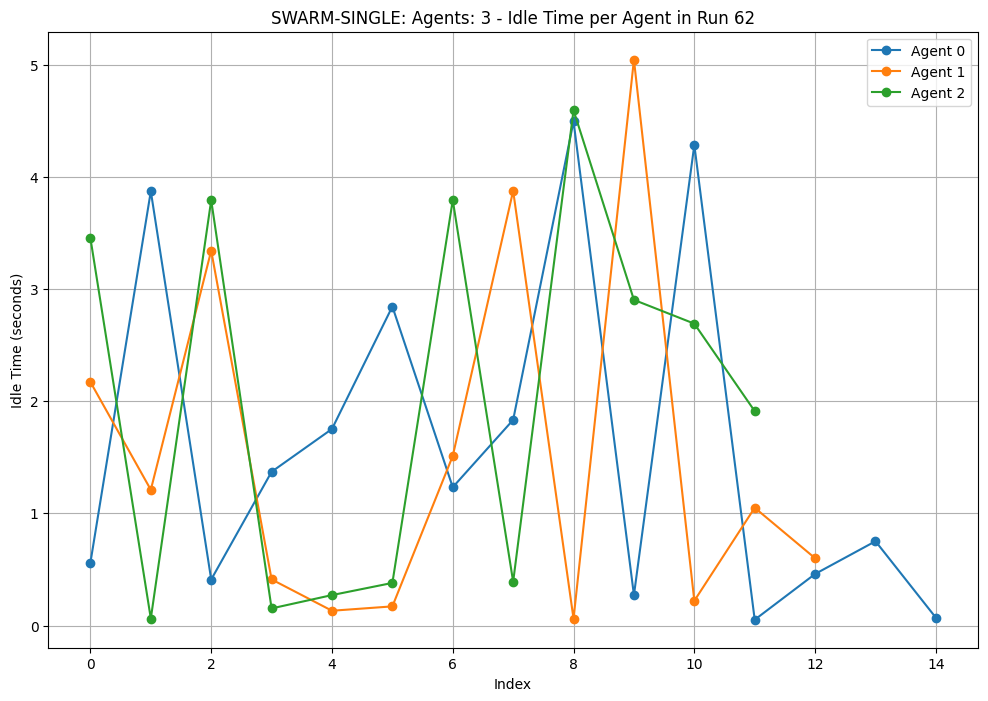 SWARM-SINGLE: Agents: 3 - Idle Time per Agent in Run 62
Agent 0
Agent 1
Agent 2
Idle Time (seconds)
5
4
3
2
1
0
0 2 4 6 8 10 12 14
Index